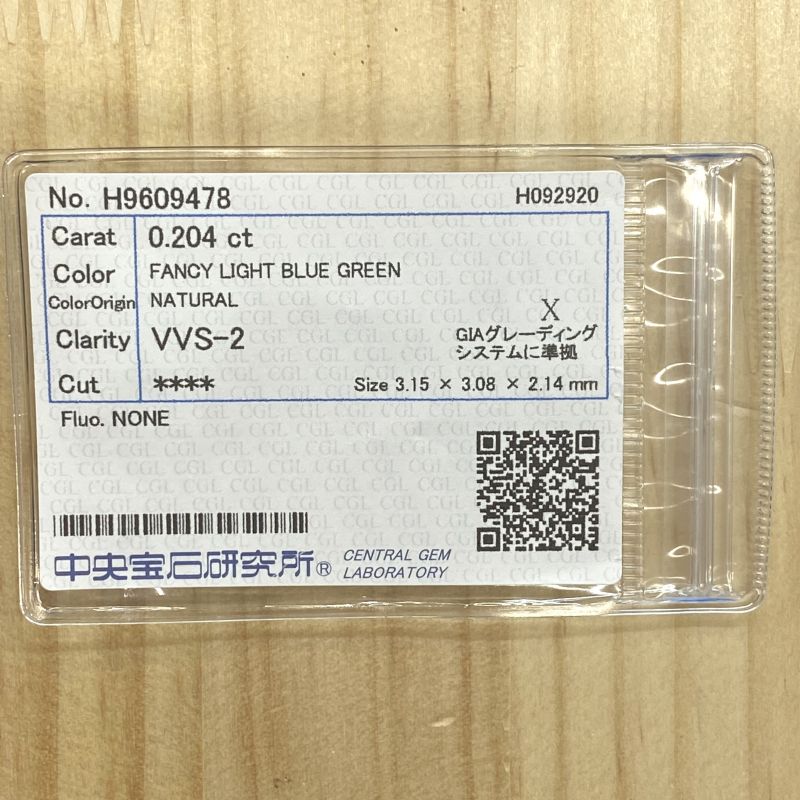 No. H9609478 H092920
Carat 0.204 ct
Color FANCY LIGHT BLUE GREEN
ColorOrigin NATURAL
X
Clarity VVS-2 GIAグレーディング
システムに準拠
Cut **** Size 3.15 × 3.08 × 2.14 mm
Fluo. NONE
中央宝石研究所® CENTRAL GEM
LABORATORY